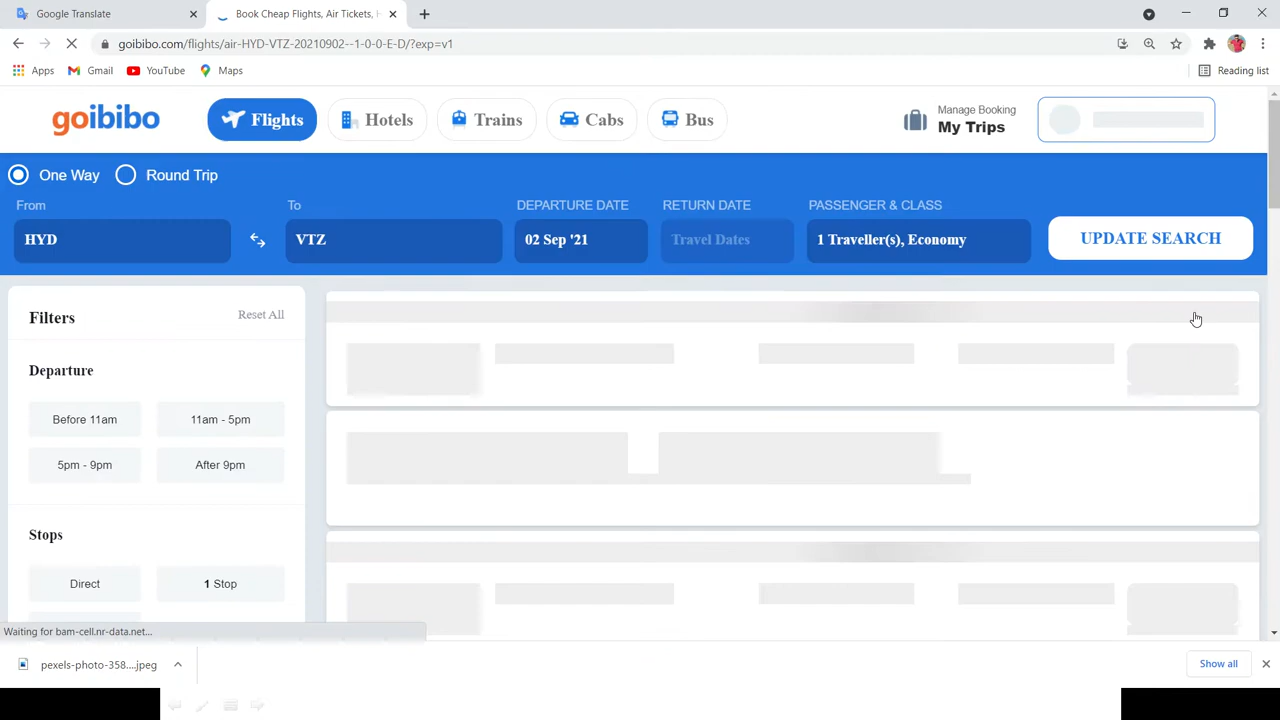 Google Translate
Book Cheap Flights, Air Tickets, H
goibibo.com/flights/air-HYD-VTZ-20210902--1-0-0-E-D/?exp=v1
Apps Gmail YouTube Maps Reading list
goibibo Flights Hotels Trains Cabs Bus
Manage Booking
My Trips
One Way Round Trip
From To DEPARTURE DATE RETURN DATE PASSENGER & CLASS
HYD VTZ 02 Sep '21 Travel Dates 1 Traveller(s), Economy UPDATE SEARCH
Filters Reset All
Departure
Before 11am 11am - 5pm
5pm - 9pm After 9pm
Stops
Direct 1 Stop
Waiting for bam-cell.nr-data.net...
pexels-photo-358....jpeg Show all